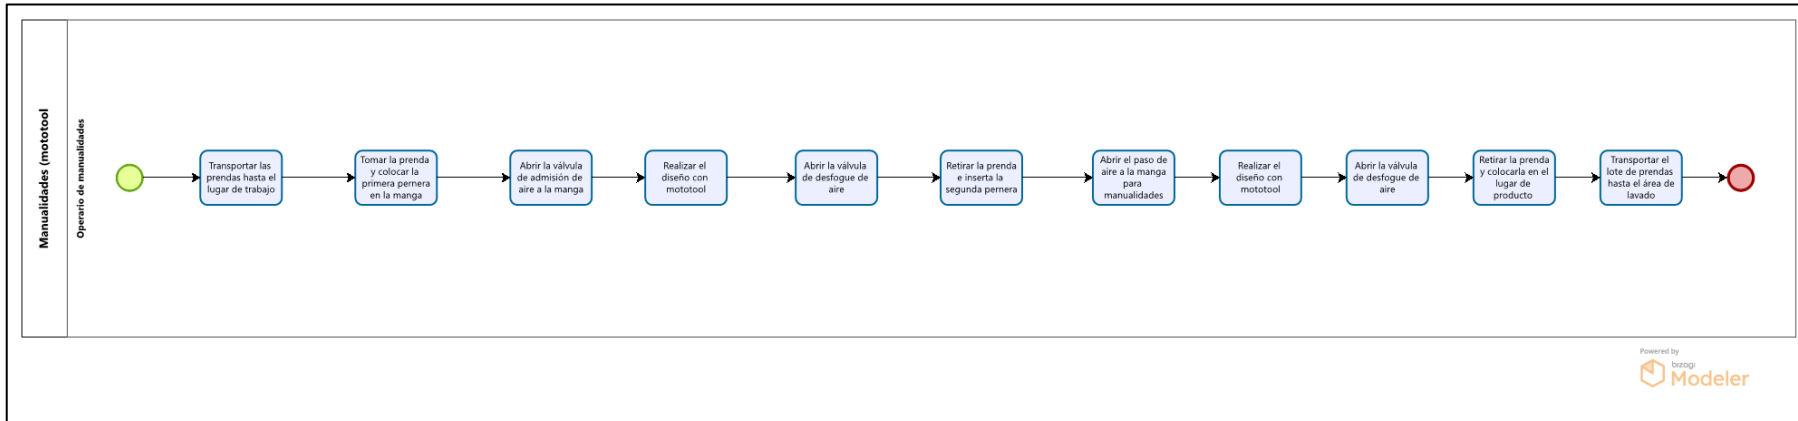 Manualidades (mototool
Operario de manualidades
Transportar las
prendas hasta el
lugar de trabajo
Tomar la prenda
y colocar la
primera pernera
en la manga
Abrir la válvula
de admisión de
aire a la manga
Realizar el
diseño con
mototool
Abrir la válvula
de desfogue de
aire
Retirar la prenda
e inserta la
segunda pernera
Abrir el paso de
aire a la manga
para
manualidades
Realizar el
diseño con
mototool
Abrir la válvula
de desfogue de
aire
Retirar la prenda
y colocarla en el
lugar de
producto
Transportar el
lote de prendas
hasta el área de
lavado
Powered by
bizagi
Modeler